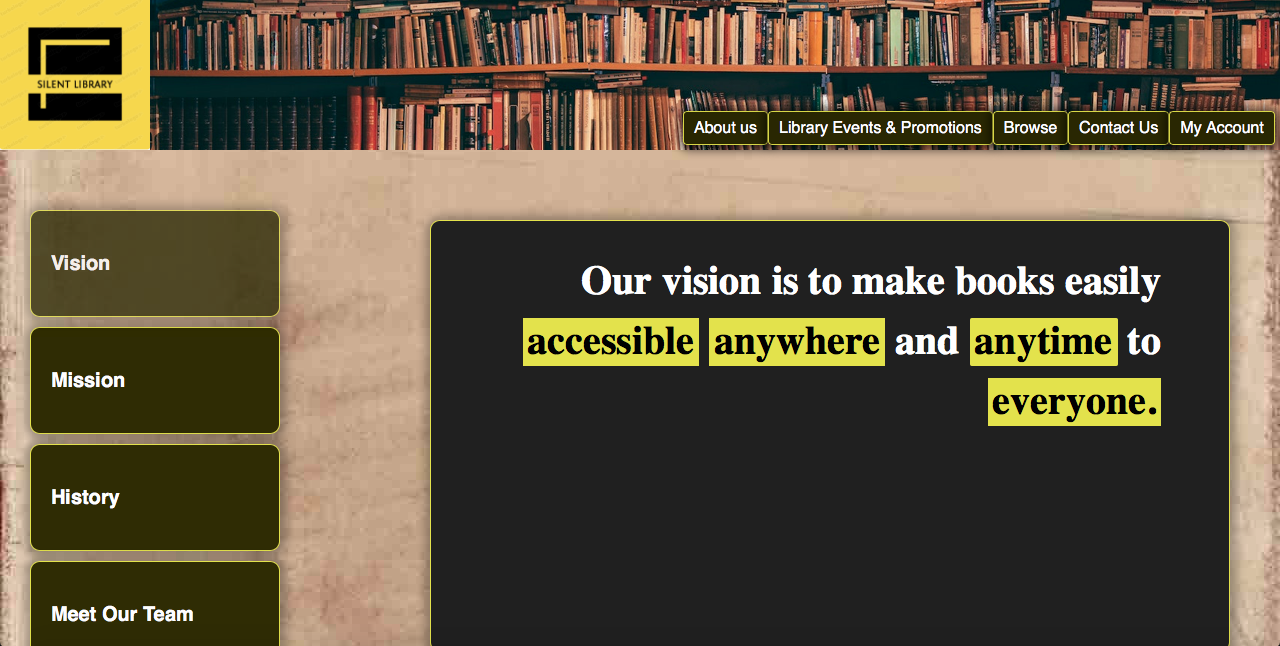 SILENT LIBRARY
About us
Library Events & Promotions
Browse
Contact Us
My Account
Vision
Mission
History
Meet Our Team
Our vision is to make books easily
accessible anywhere and anytime to
everyone.